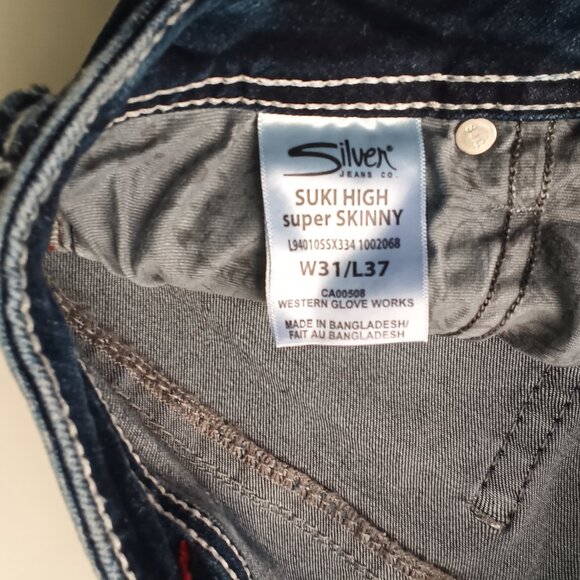 Silver®
JEANS CO.
SUKI HIGH
super SKINNY
L94010SSX334 1002068
W31/L37
CA00508
WESTERN GLOVE WORKS
MADE IN BANGLADESH/
FAIT AU BANGLADESH